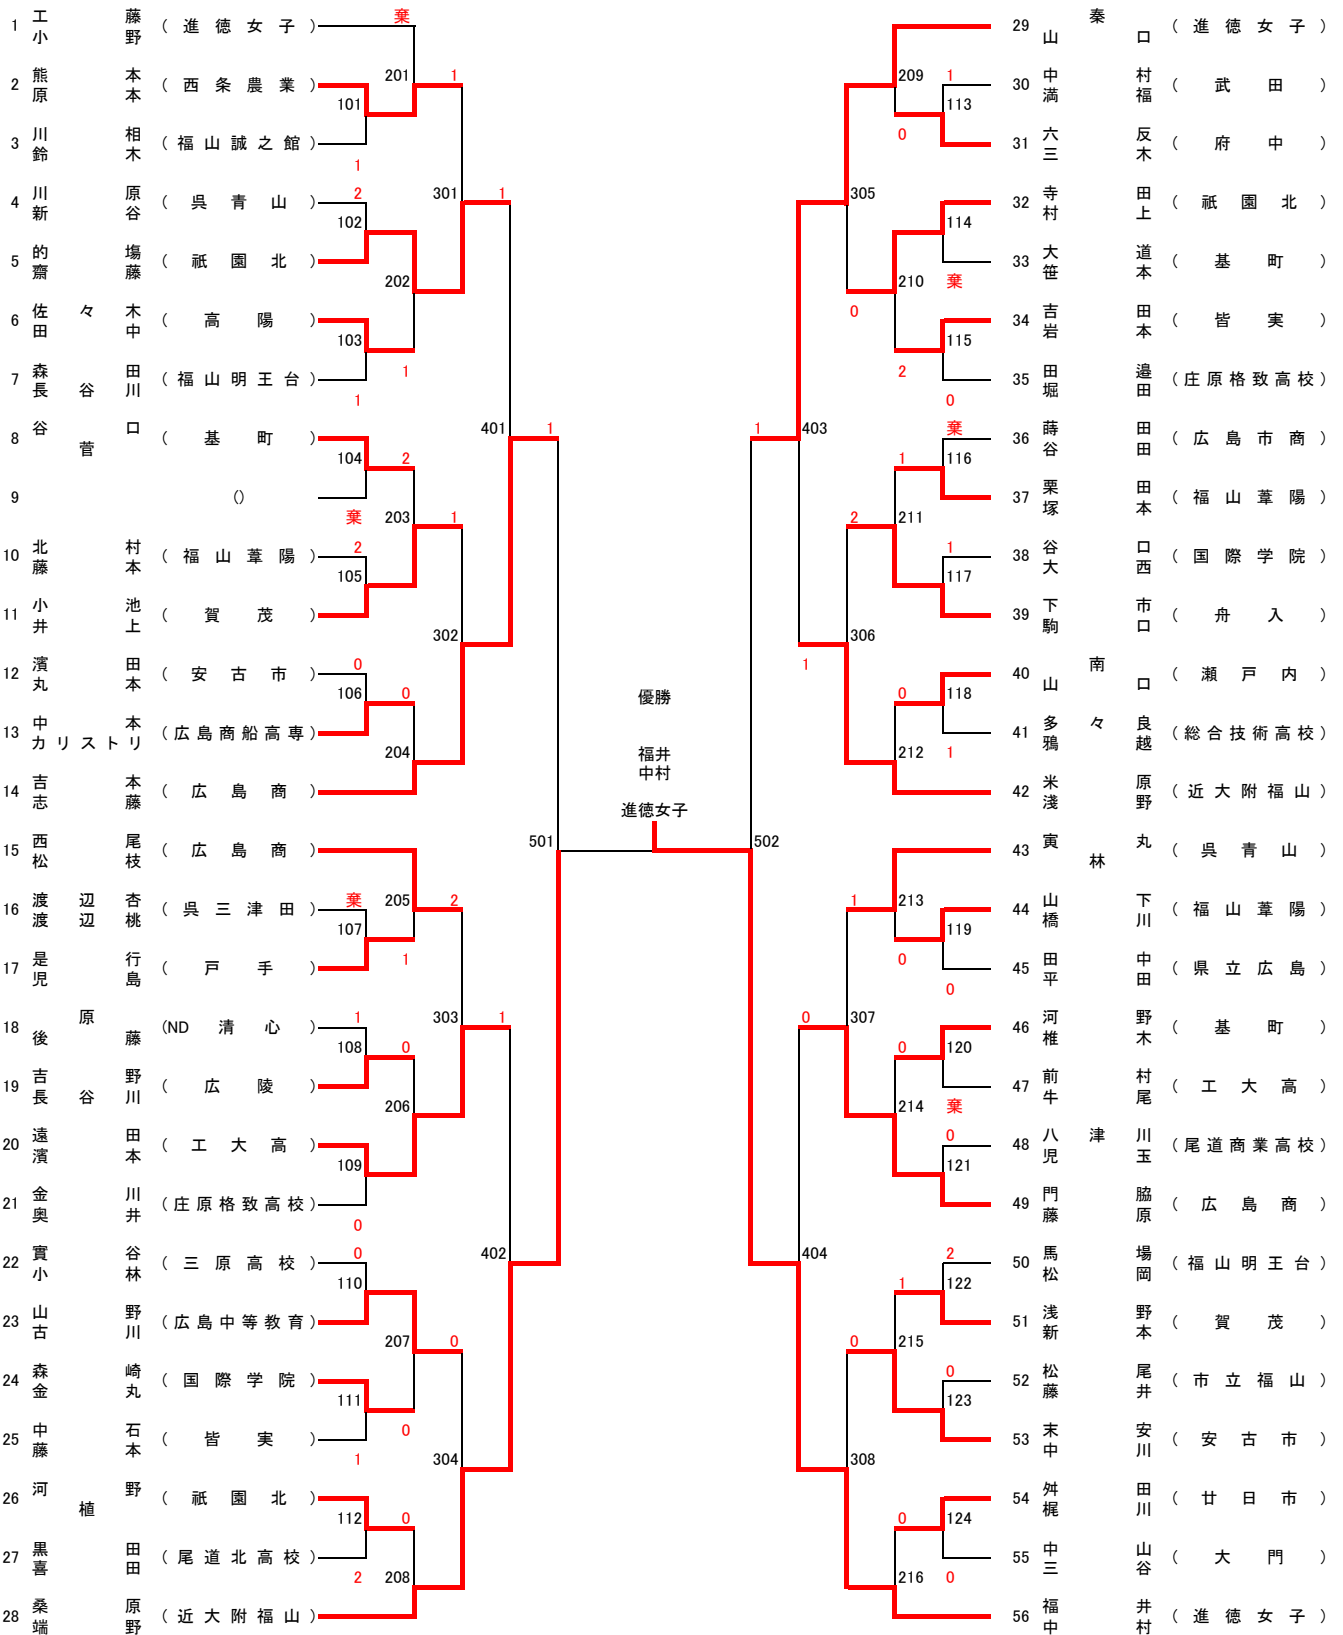 1 工藤 小野 (進徳女子) 棄
2 熊本 原本 (西条農業)
3 川相 鈴木 (福山誠之館) 1
4 川原 新谷 (呉青山) 2
5 的場 齋藤 (祇園北)
6 佐々木 田中 (高陽)
7 森田 長谷川 (福山明王台) 1
8 谷口 菅 (基町)
9 () 棄
10 北村 藤本 (福山葦陽) 2
11 小池 井上 (賀茂)
12 濱田 丸本 (安古市) 0
13 中本 カリストリ (広島商船高専)
14 吉本 志藤 (広島商)
15 西尾 松枝 (広島商)
16 渡辺杏 渡辺桃 (呉三津田) 棄
17 是行 児島 (戸手)
18 原 後藤 (ND清心) 1
19 吉野 長谷川 (広陵)
20 遠田 濱本 (工大高)
21 金川 奥井 (庄原格致高校) 0
22 實谷 小林 (三原高校) 0
23 山野 古川 (広島中等教育)
24 森崎 金丸 (国際学院)
25 中石 藤本 (皆実) 1
26 河野 植 (祇園北)
27 黒田 喜田 (尾道北高校) 2
28 桑原 端野 (近大附福山)
101
102
103
104
105
106
107
108
109
110
111
112
201 1
202 1
203 2
204 0
205 2
1
206 0
207 0
0
208 0
301 1
302 1
303 1
304
401 1
402
501
優勝
福井
中村
進徳女子
502
1 403
404
305
0
306 2
1
307 1
0
308 0
209
0
210
2
211 1
212 0
213
0
214 0
215 1
216 0
113
114
115
116
117
118
119
120
121
122
123
124
29 秦 山口 (進徳女子)
30 中村 満福 (武田) 1
31 六反 三木 (府中)
32 寺田 村上 (祇園北)
33 大道 笹本 (基町) 棄
34 吉田 岩本 (皆実)
35 田邉 堀田 (庄原格致高校) 0
36 蒔田 谷田 (広島市商) 棄
37 栗田 塚本 (福山葦陽)
38 谷口 大西 (国際学院) 1
39 下市 駒口 (舟入)
40 南 山口 (瀬戸内)
41 多々良 鴉越 (総合技術高校) 1
42 米原 淺野 (近大附福山)
43 寅丸 林 (呉青山)
44 山下 橋川 (福山葦陽)
45 田中 平田 (県立広島) 0
46 河野 椎木 (基町)
47 前村 牛尾 (工大高) 棄
48 八津川 児玉 (尾道商業高校) 0
49 門脇 藤原 (広島商)
50 馬場 松岡 (福山明王台) 2
51 浅野 新本 (賀茂)
52 松尾 藤井 (市立福山) 0
53 末安 中川 (安古市)
54 舛田 梶川 (廿日市)
55 中山 三谷 (大門) 0
56 福井 中村 (進徳女子)